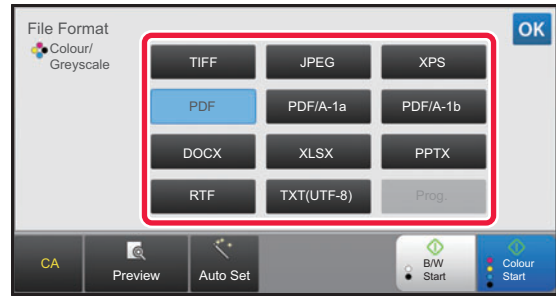 File Format
OK
Colour/
Greyscale
TIFF
JPEG
XPS
PDF
PDF/A-1a
PDF/A-1b
DOCX
XLSX
PPTX
RTF
TXT(UTF-8)
Prog.
CA
Preview
Auto Set
B/W
Start
Colour
Start